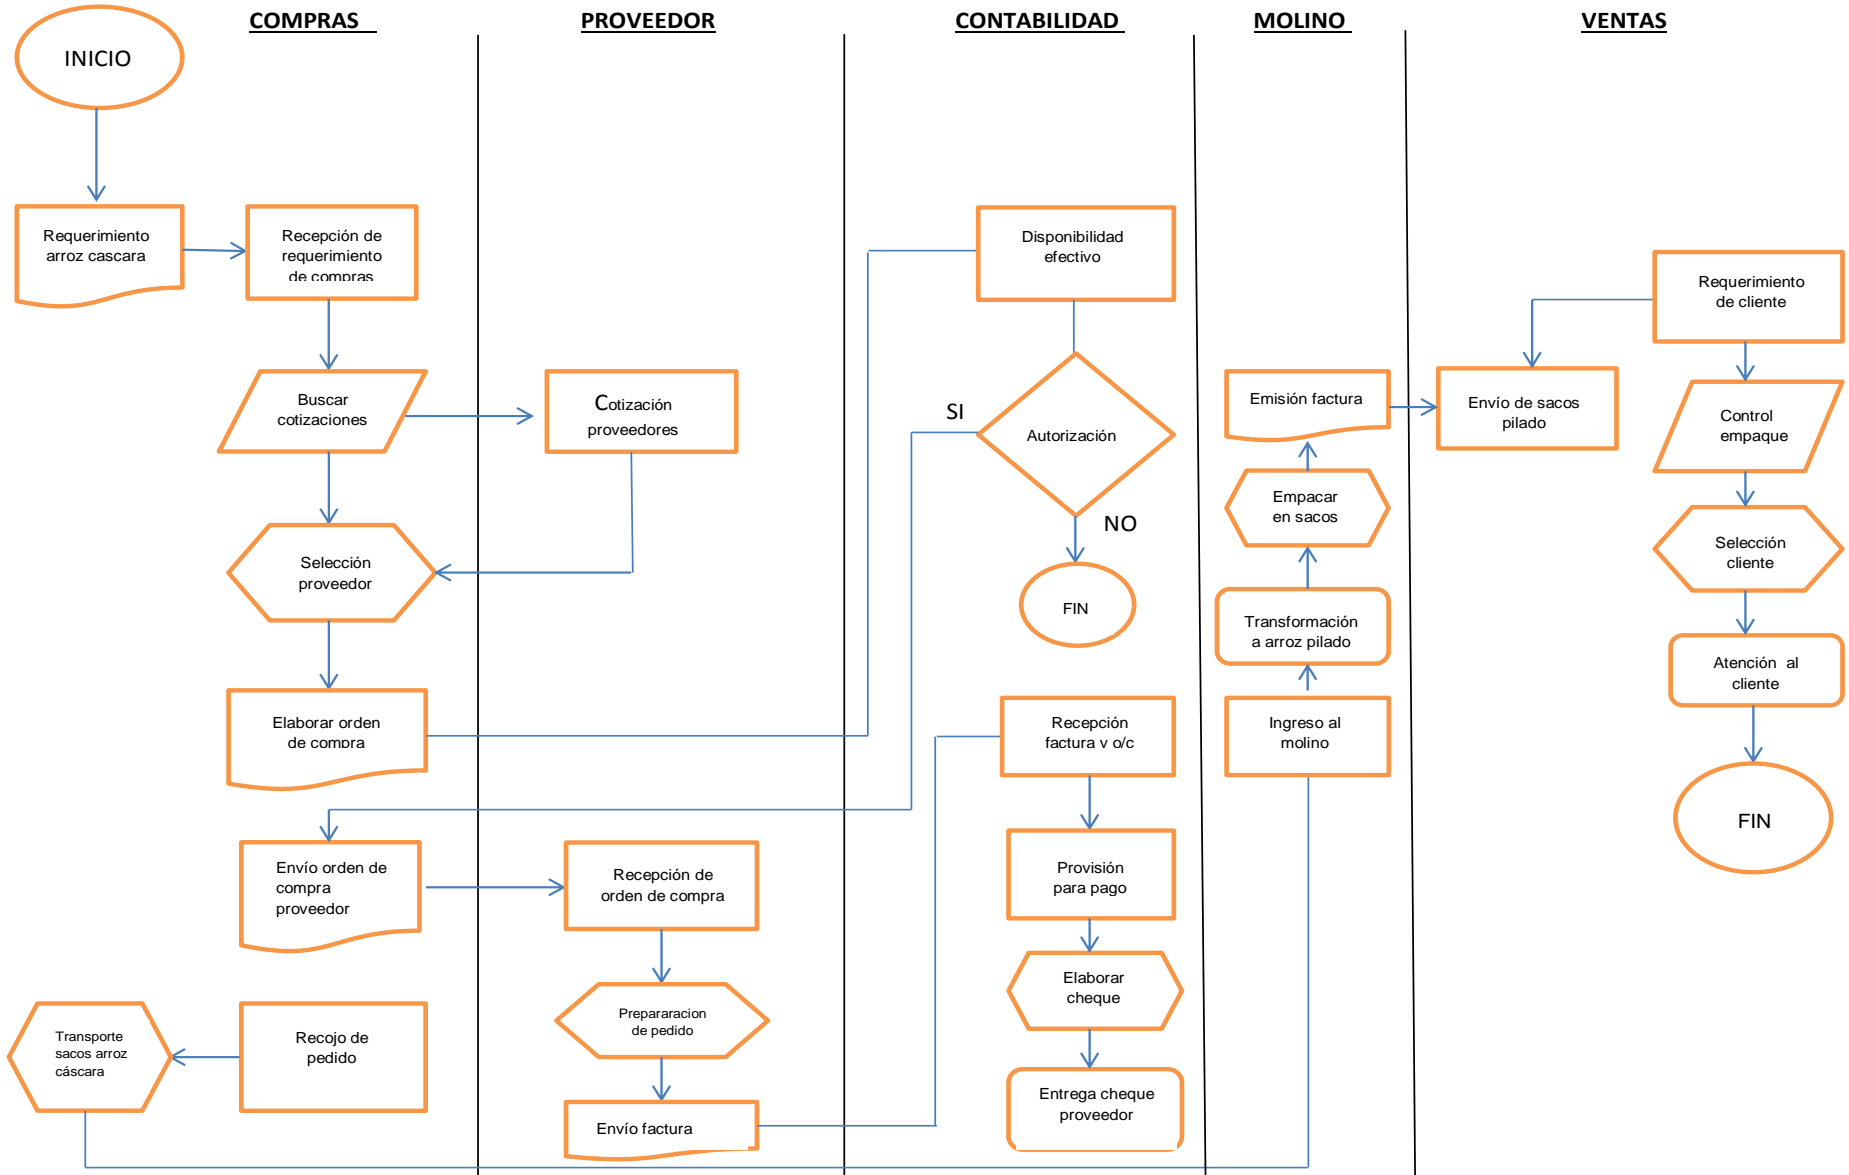 COMPRAS
PROVEEDOR
CONTABILIDAD
MOLINO
VENTAS
INICIO
Requerimiento
arroz cascara
Recepción de
requerimiento
de compras
Buscar
cotizaciones
Selección
proveedor
Elaborar orden
de compra
Envío orden de
compra
proveedor
Transporte
sacos arroz
cáscara
Recojo de
pedido
Cotización
proveedores
Recepción de
orden de compra
Prepararacion
de pedido
Envío factura
Disponibilidad
efectivo
SI
Autorización
NO
FIN
Recepción
factura y o/c
Provisión
para pago
Elaborar
cheque
Entrega cheque
proveedor
Emisión factura
Empacar
en sacos
Transformación
a arroz pilado
Ingreso al
molino
Envío de sacos
pilado
Requerimiento
de cliente
Control
empaque
Selección
cliente
Atención al
cliente
FIN